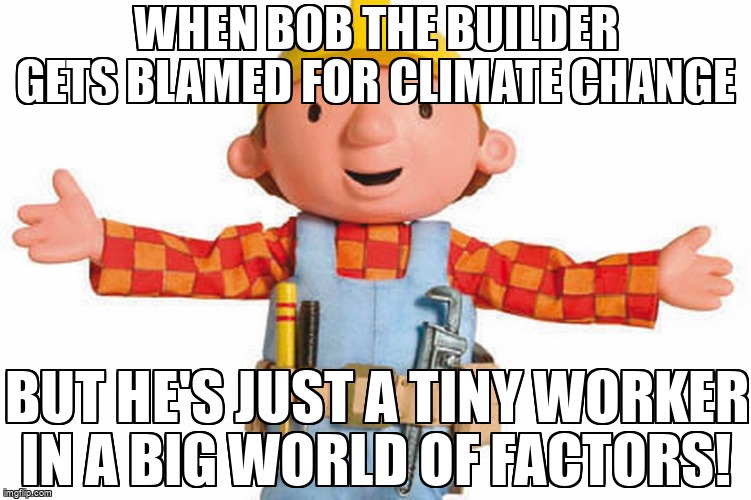 WHEN BOB THE BUILDER
GETS BLAMED FOR CLIMATE CHANGE
BUT HE'S JUST A TINY WORKER
IN A BIG WORLD OF FACTORS!
imgflip.com